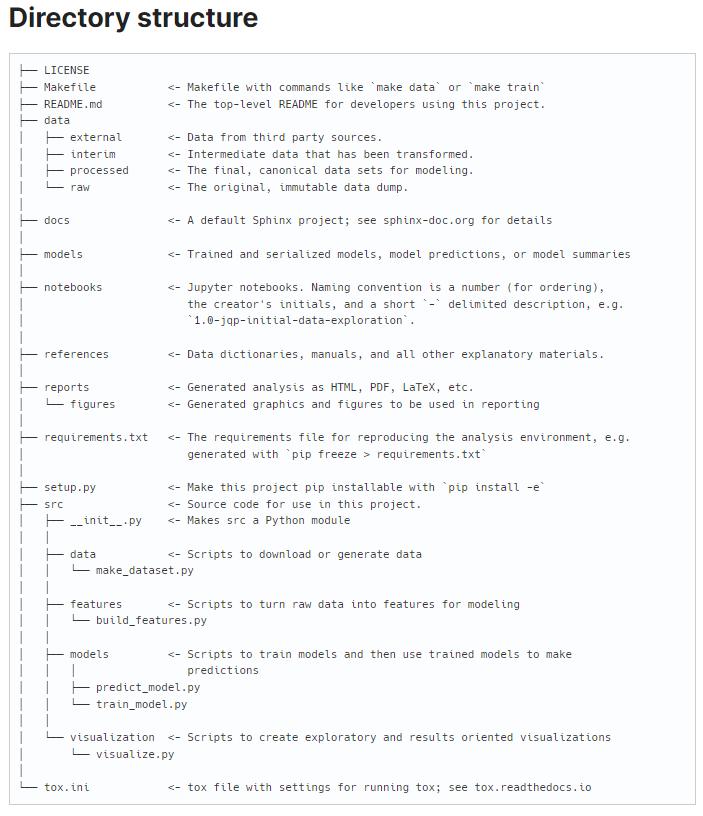 Directory structure
├── LICENSE
├── Makefile           <- Makefile with commands like `make data` or `make train`
├── README.md          <- The top-level README for developers using this project.
├── data
│   ├── external       <- Data from third party sources.
│   ├── interim        <- Intermediate data that has been transformed.
│   ├── processed      <- The final, canonical data sets for modeling.
│   └── raw            <- The original, immutable data dump.
│
├── docs               <- A default Sphinx project; see sphinx-doc.org for details
│
├── models             <- Trained and serialized models, model predictions, or model summaries
│
├── notebooks          <- Jupyter notebooks. Naming convention is a number (for ordering),
│                         the creator's initials, and a short `-` delimited description, e.g.
│                         `1.0-jqp-initial-data-exploration`.
│
├── references         <- Data dictionaries, manuals, and all other explanatory materials.
│
├── reports            <- Generated analysis as HTML, PDF, LaTeX, etc.
│   └── figures        <- Generated graphics and figures to be used in reporting
│
├── requirements.txt   <- The requirements file for reproducing the analysis environment, e.g.
│                         generated with `pip freeze > requirements.txt`
│
├── setup.py           <- Make this project pip installable with `pip install -e`
├── src                <- Source code for use in this project.
│   ├── __init__.py    <- Makes src a Python module
│   │
│   ├── data           <- Scripts to download or generate data
│   │   └── make_dataset.py
│   │
│   ├── features       <- Scripts to turn raw data into features for modeling
│   │   └── build_features.py
│   │
│   ├── models         <- Scripts to train models and then use trained models to make
│   │   │                 predictions
│   │   ├── predict_model.py
│   │   └── train_model.py
│   │
│   └── visualization  <- Scripts to create exploratory and results oriented visualizations
│       └── visualize.py
│
└── tox.ini            <- tox file with settings for running tox; see tox.readthedocs.io